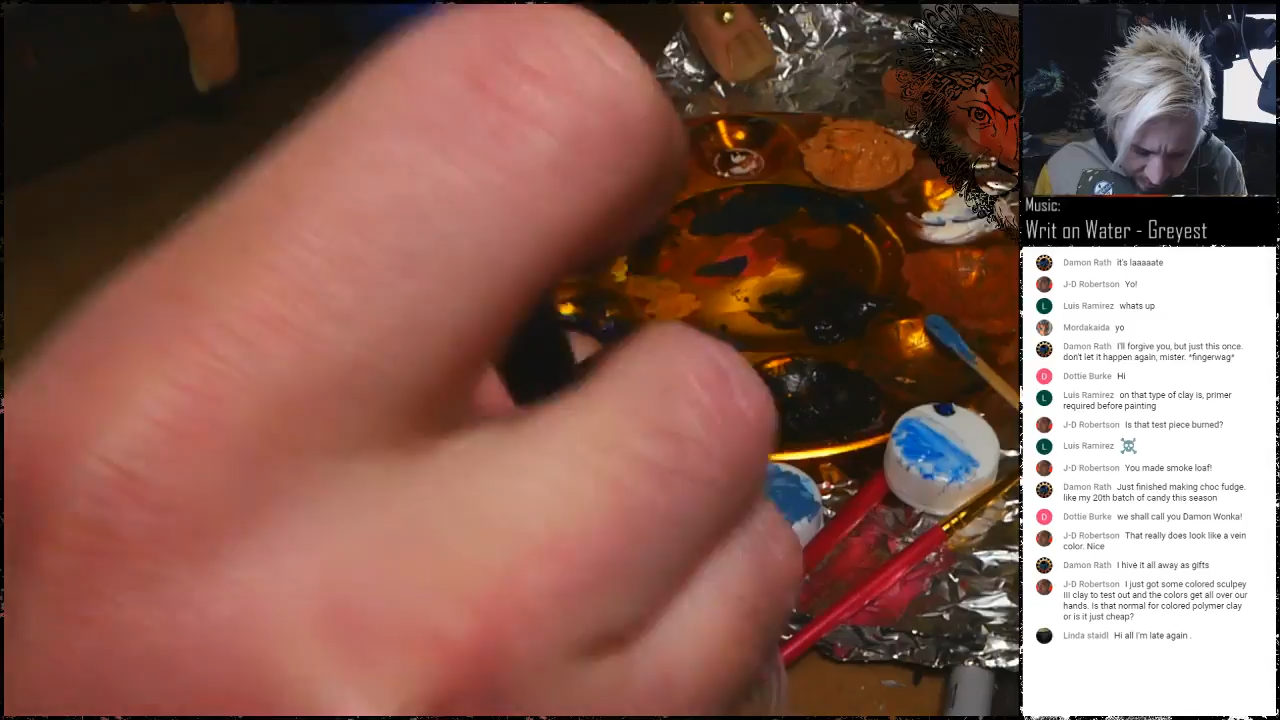 Music:
Writ on Water - Greyest
Damon Rath it's laaaaate
J-D Robertson Yo!
Luis Ramirez whats up
Mordakaida yo
Damon Rath I'll forgive you, but just this once.
don't let it happen again, mister. *fingerwag*
D Dottie Burke Hi
L Luis Ramirez on that type of clay is, primer
required before painting
J-D Robertson Is that test piece burned?
L Luis Ramirez
J-D Robertson You made smoke loaf!
Damon Rath Just finished making choc fudge.
like my 20th batch of candy this season
D Dottie Burke we shall call you Damon Wonka!
J-D Robertson That really does look like a vein
color. Nice
Damon Rath I hive it all away as gifts
J-D Robertson I just got some colored sculpey
III clay to test out and the colors get all over our
hands. Is that normal for colored polymer clay
or is it just cheap?
Linda staidl Hi all I'm late again .